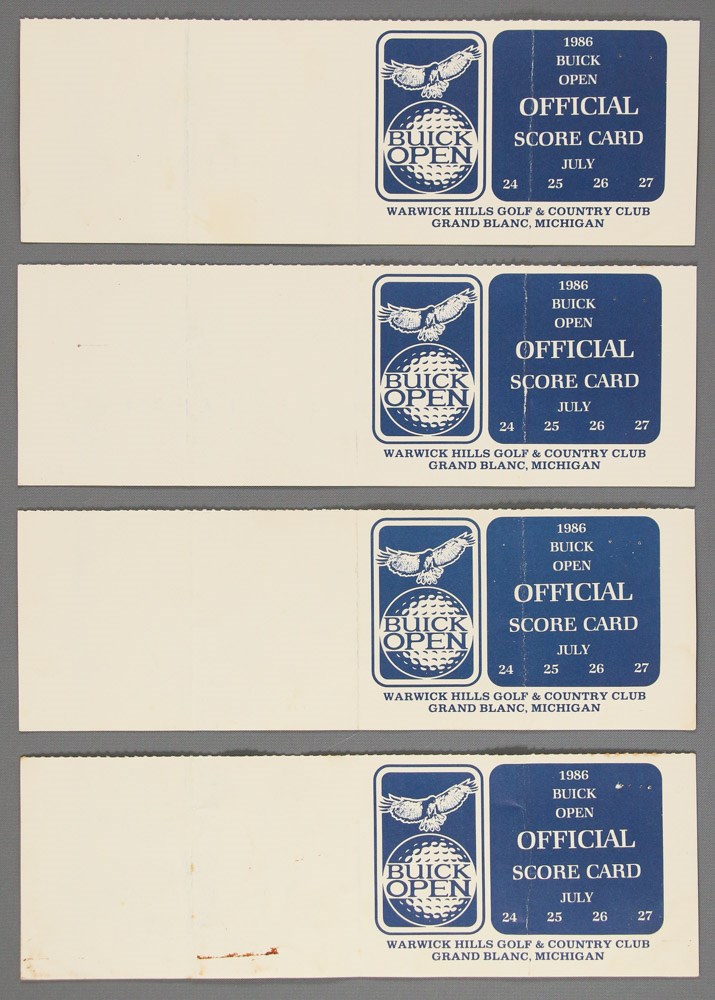 1986
BUICK
OPEN
OFFICIAL
SCORE CARD
JULY
24 25 26 27
BUICK
OPEN
WARWICK HILLS GOLF & COUNTRY CLUB
GRAND BLANC, MICHIGAN
1986
BUICK
OPEN
OFFICIAL
SCORE CARD
JULY
24 25 26 27
BUICK
OPEN
WARWICK HILLS GOLF & COUNTRY CLUB
GRAND BLANC, MICHIGAN
1986
BUICK
OPEN
OFFICIAL
SCORE CARD
JULY
24 25 26 27
BUICK
OPEN
WARWICK HILLS GOLF & COUNTRY CLUB
GRAND BLANC, MICHIGAN
1986
BUICK
OPEN
OFFICIAL
SCORE CARD
JULY
24 25 26 27
BUICK
OPEN
WARWICK HILLS GOLF & COUNTRY CLUB
GRAND BLANC, MICHIGAN